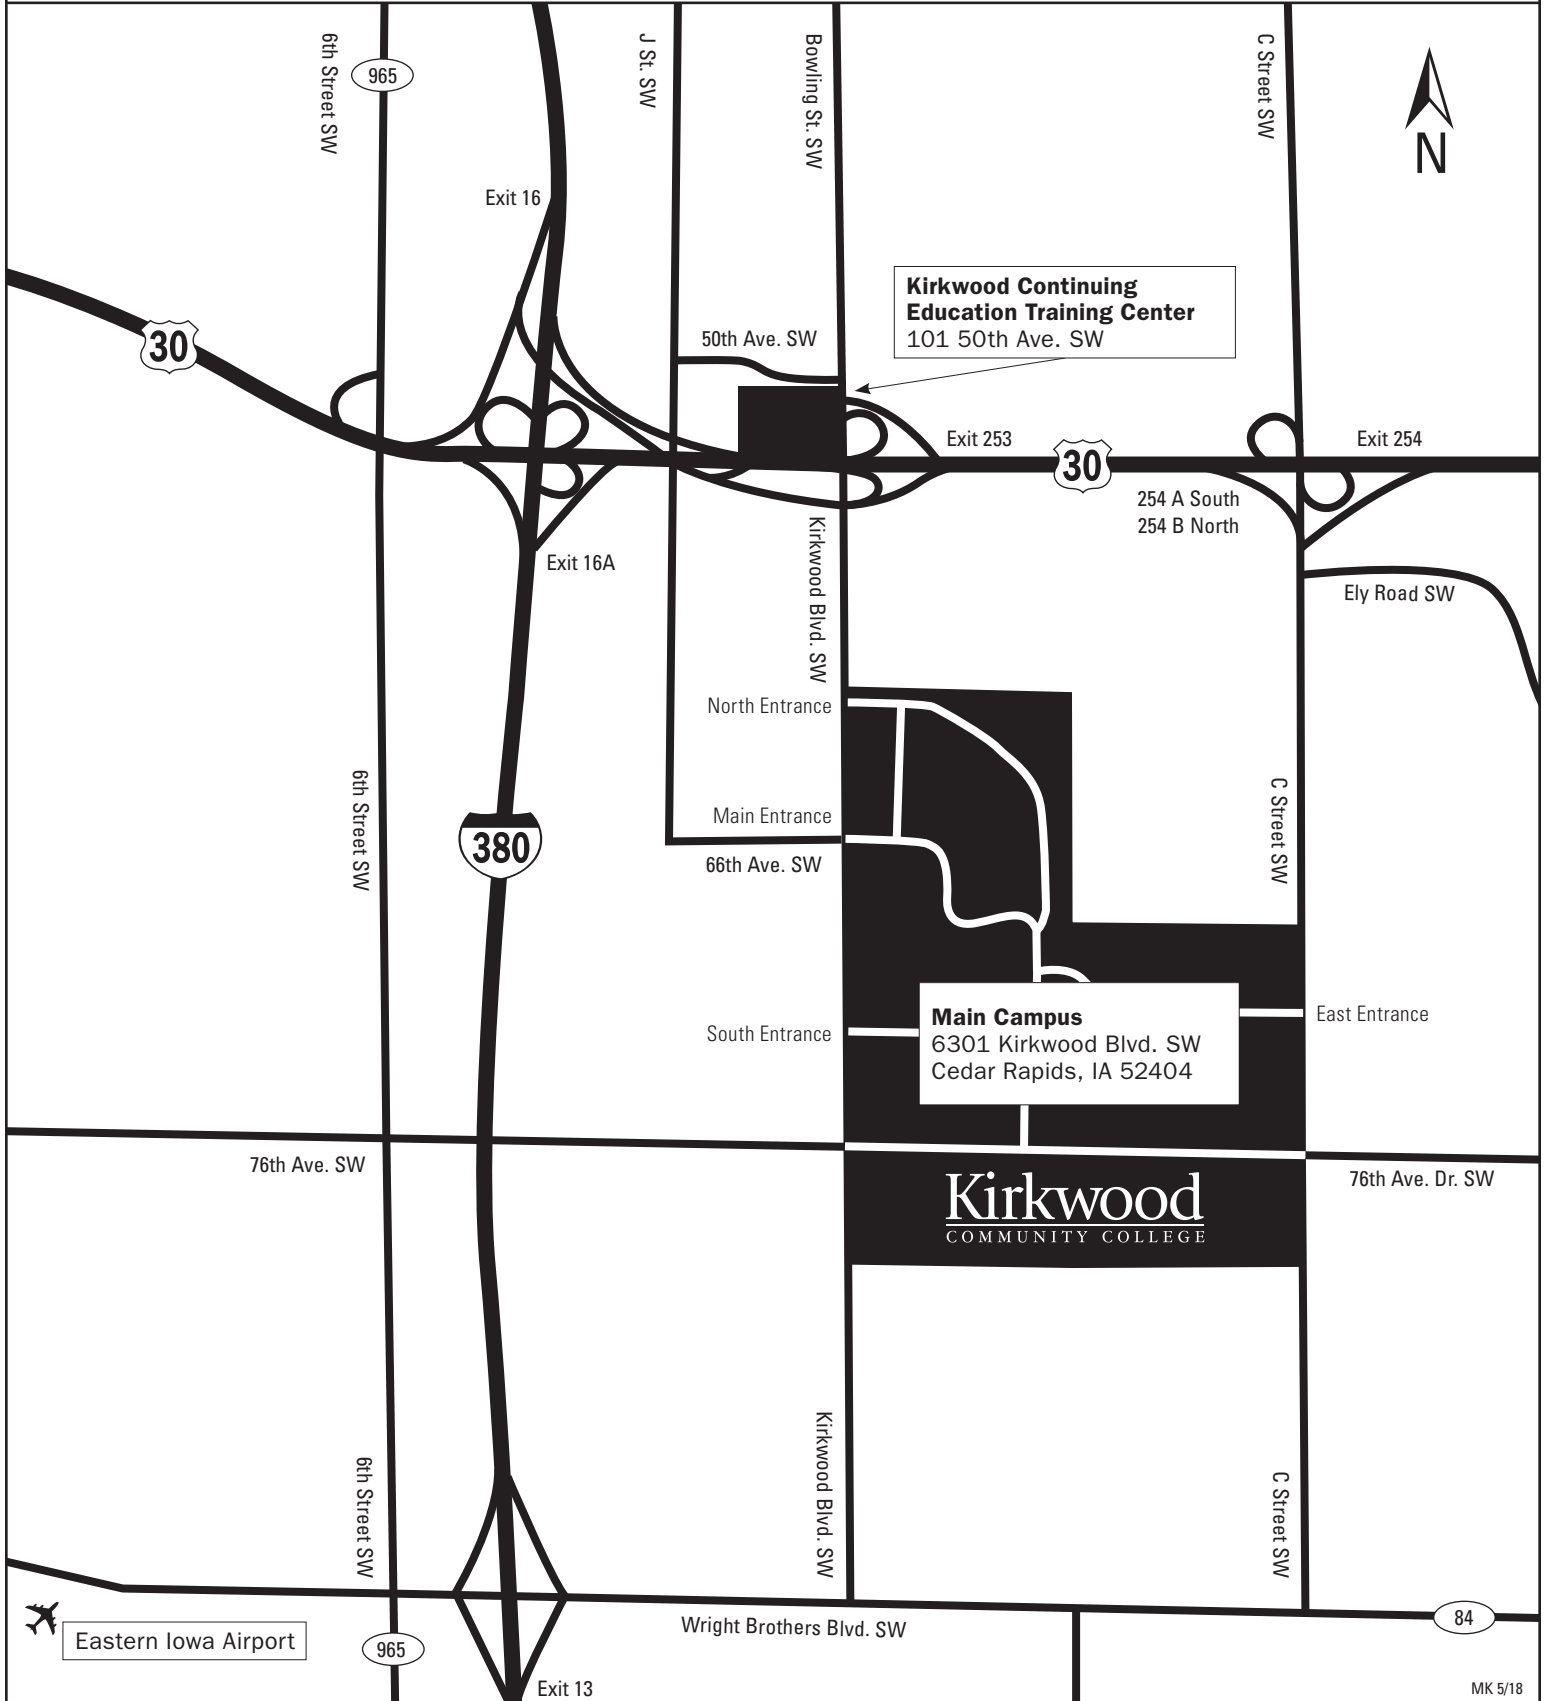 6th Street SW
965
J St. SW
Bowling St. SW
C Street SW
N
Exit 16
Kirkwood Continuing
Education Training Center
101 50th Ave. SW
30
50th Ave. SW
Exit 253
30
Exit 254
254 A South
254 B North
Exit 16A
Kirkwood Blvd. SW
Ely Road SW
North Entrance
6th Street SW
380
Main Entrance
66th Ave. SW
C Street SW
South Entrance
Main Campus
6301 Kirkwood Blvd. SW
Cedar Rapids, IA 52404
East Entrance
76th Ave. SW
76th Ave. Dr. SW
Kirkwood
COMMUNITY COLLEGE
6th Street SW
Kirkwood Blvd. SW
C Street SW
Eastern Iowa Airport
965
Wright Brothers Blvd. SW
84
Exit 13
MK 5/18